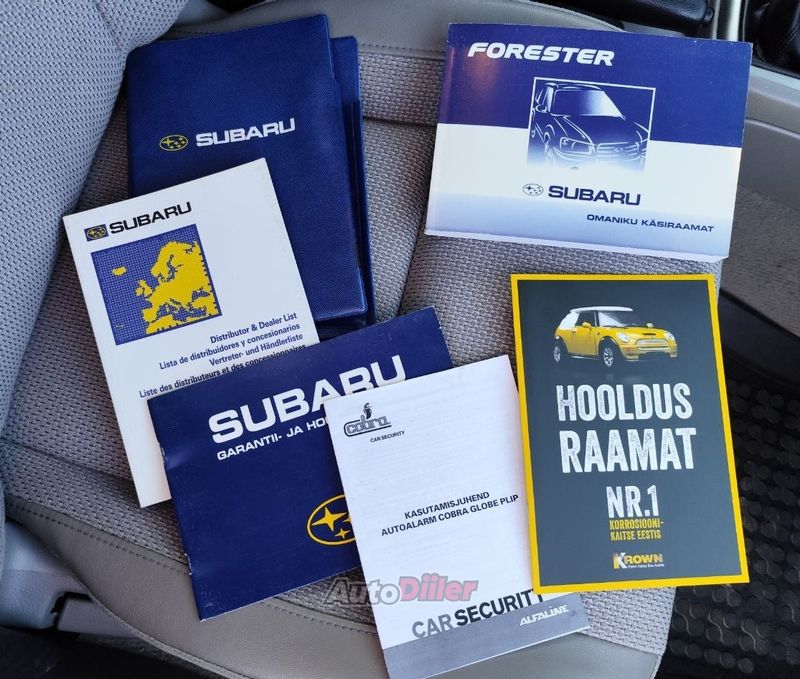 SUBARU
FORESTER
SUBARU
OMANIKU KÄSIRAAMAT
SUBARU
Distributor & Dealer List
Lista de distribuidores y concesionarios
Vertreter- und Händlerliste
Liste des distributeurs et des concessionnaires
SUBARU
GARANTII- JA
cobra
CAR SECURITY
KASUTAMISJUHEND
AUTOALARM COBRA GLOBE PLIP
CAR SECURITY
ALFALINE
HOOLDUS
RAAMAT
NR.1
KORROSIOONI-
KAITSE EESTIS
KROWN
AutoDiiler